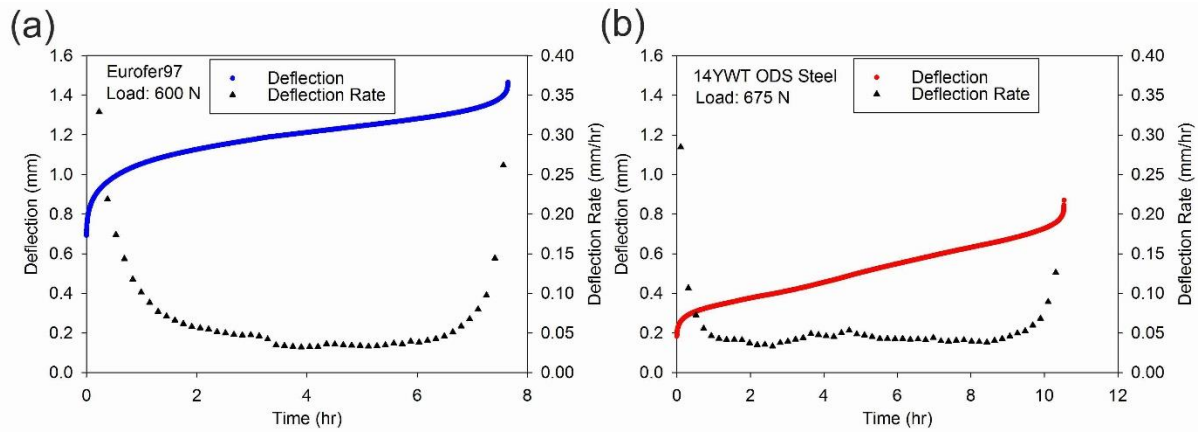 (a)
Eurofer97
Load: 600 N
Deflection
Deflection Rate
Deflection (mm)
1.6
1.4
1.2
1.0
0.8
0.6
0.4
0.2
0.0
0.40
0.35
0.30
0.25
0.20
0.15
0.10
0.05
0.00
Deflection Rate (mm/hr)
0 2 4 6 8
Time (hr)
(b)
14YWT ODS Steel
Load: 675 N
Deflection
Deflection Rate
Deflection (mm)
1.6
1.4
1.2
1.0
0.8
0.6
0.4
0.2
0.0
0.40
0.35
0.30
0.25
0.20
0.15
0.10
0.05
0.00
Deflection Rate (mm/hr)
0 2 4 6 8 10 12
Time (hr)